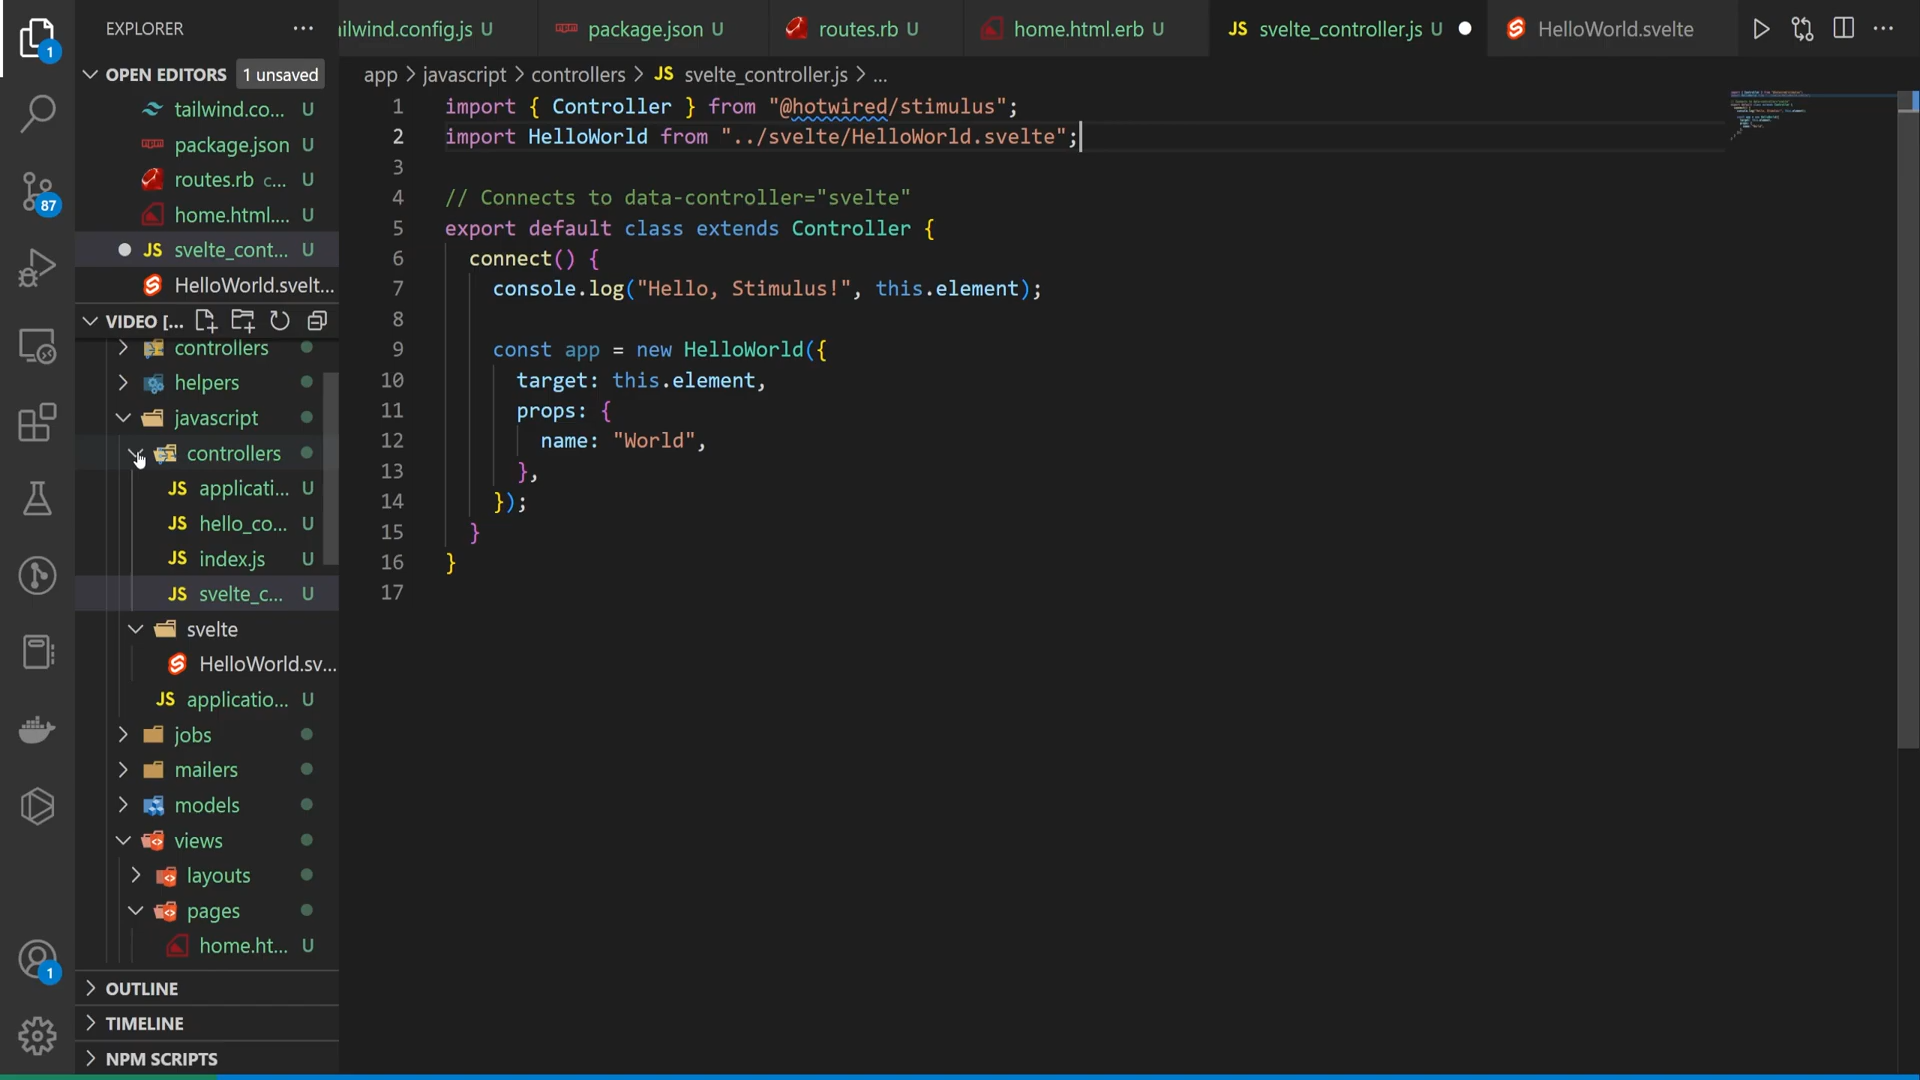 EXPLORER
OPEN EDITORS 1 unsaved
tailwind.co... U
package.json U
routes.rb c... U
home.html.... U
JS svelte_cont... U
HelloWorld.svelt...
VIDEO [...
controllers
helpers
javascript
controllers
JS applicati... U
JS hello_co... U
JS index.js U
JS svelte_c... U
svelte
HelloWorld.sv...
JS applicatio... U
jobs
mailers
models
views
layouts
pages
home.ht... U
OUTLINE
TIMELINE
NPM SCRIPTS
1
87
1
ilwind.config.js U package.json U routes.rb U home.html.erb U JS svelte_controller.js U HelloWorld.svelte
app > javascript > controllers > JS svelte_controller.js > ...
1 import { Controller } from "@hotwired/stimulus";
2 import HelloWorld from "../svelte/HelloWorld.svelte";
3
4 // Connects to data-controller="svelte"
5 export default class extends Controller {
6 connect() {
7 console.log("Hello, Stimulus!", this.element);
8
9 const app = new HelloWorld({
10 target: this.element,
11 props: {
12 name: "World",
13 },
14 });
15 }
16 }
17